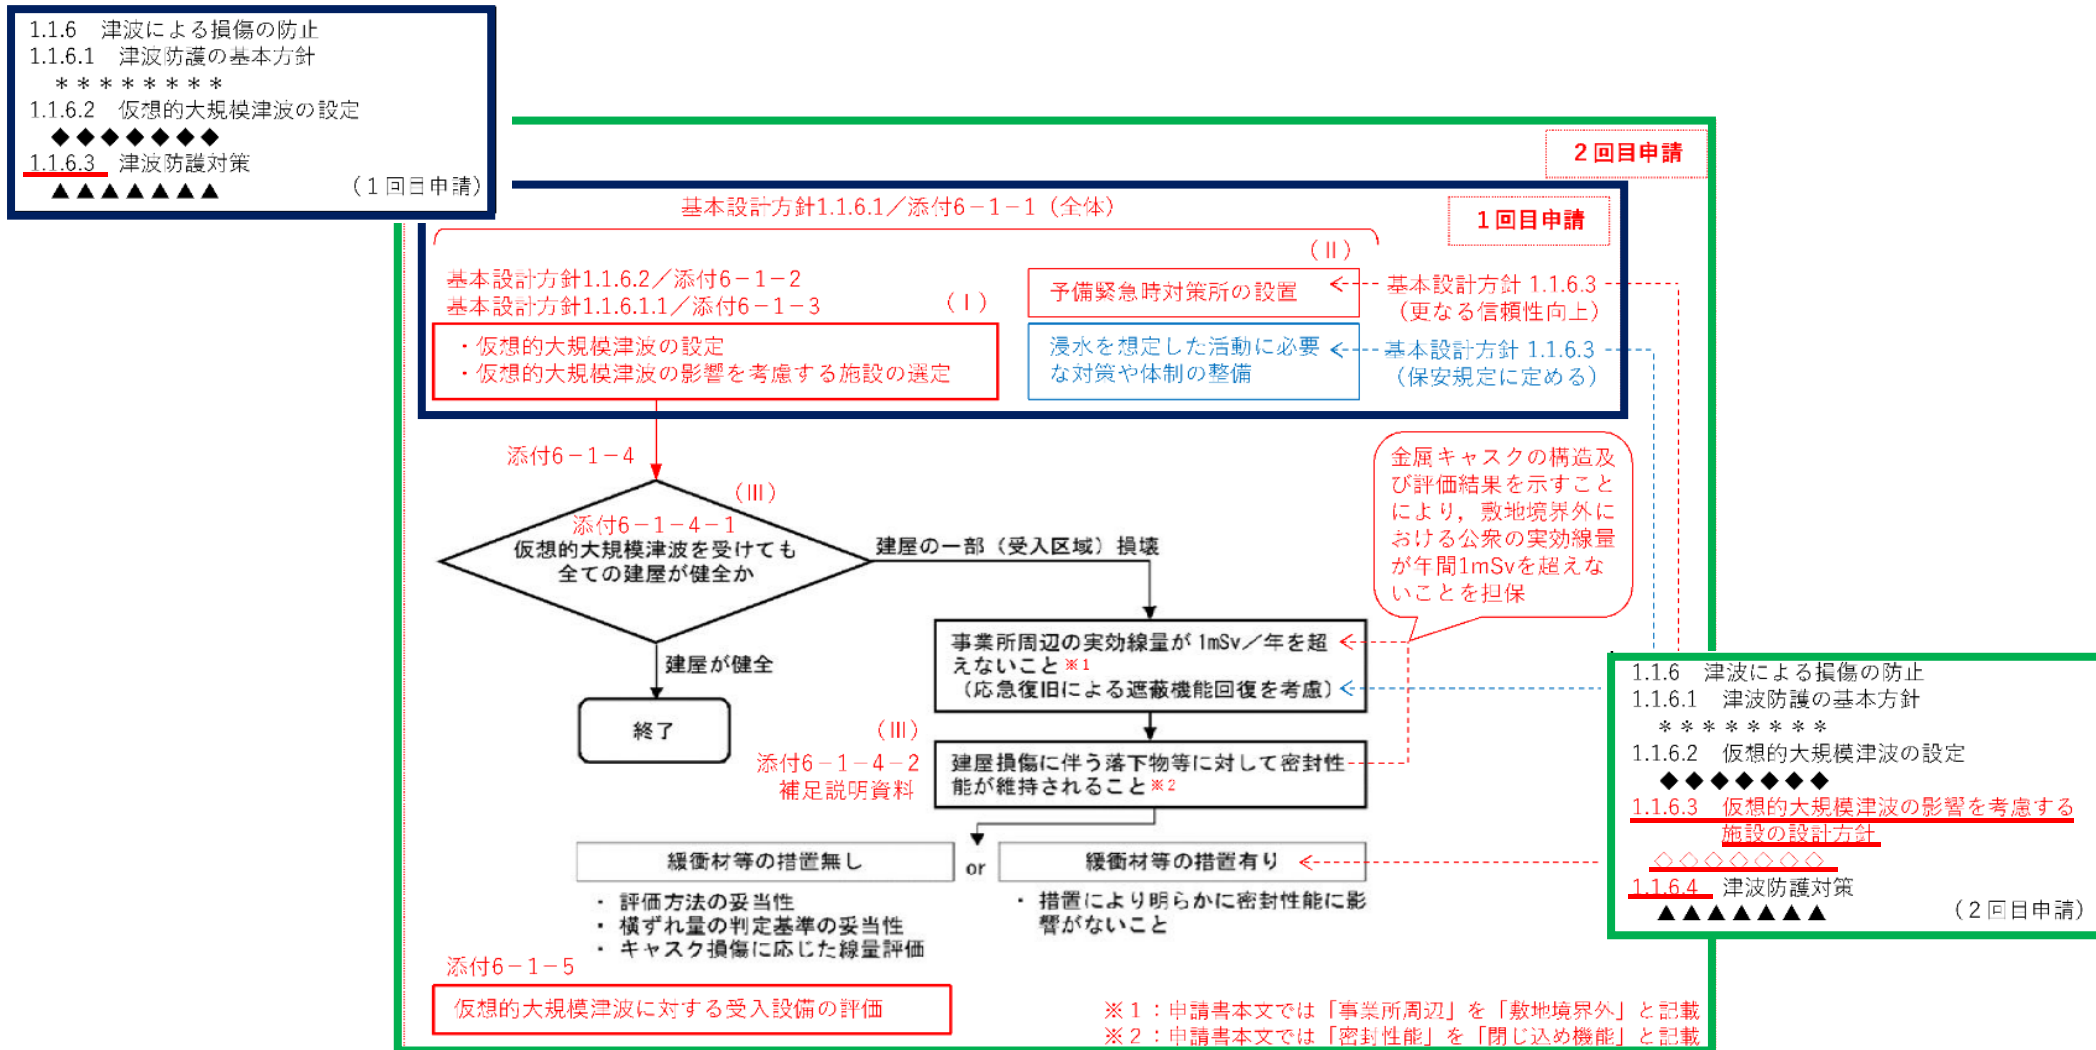 1.1.6 津波による損傷の防止
1.1.6.1 津波防護の基本方針
＊＊＊＊＊＊＊＊
1.1.6.2 仮想的大規模津波の設定
◆◆◆◆◆◆◆
1.1.6.3 津波防護対策
▲▲▲▲▲▲▲
（1回目申請）
2回目申請
1回目申請
基本設計方針1.1.6.1／添付6－1－1（全体）
（Ⅱ）
基本設計方針1.1.6.2／添付6－1－2
基本設計方針1.1.6.1.1／添付6－1－3
（Ⅰ）
・仮想的大規模津波の設定
・仮想的大規模津波の影響を考慮する施設の選定
予備緊急時対策所の設置
基本設計方針 1.1.6.3
（更なる信頼性向上）
浸水を想定した活動に必要
な対策や体制の整備
基本設計方針 1.1.6.3
（保安規定に定める）
添付6－1－4
（Ⅲ）
添付6－1－4－1
仮想的大規模津波を受けても
全ての建屋が健全か
建屋の一部（受入区域）損壊
金属キャスクの構造及
び評価結果を示すこと
により，敷地境界外に
おける公衆の実効線量
が年間1mSvを超えな
いことを担保
建屋が健全
終了
事業所周辺の実効線量が 1mSv／年を超
えないこと※1
（応急復旧による遮蔽機能回復を考慮）
（Ⅲ）
添付6－1－4－2
補足説明資料
建屋損傷に伴う落下物等に対して密封性
能が維持されること※2
緩衝材等の措置無し
or
緩衝材等の措置有り
・ 評価方法の妥当性
・ 横ずれ量の判定基準の妥当性
・ キャスク損傷に応じた線量評価
・ 措置により明らかに密封性能に影
響がないこと
添付6－1－5
仮想的大規模津波に対する受入設備の評価
※1：申請書本文では「事業所周辺」を「敷地境界外」と記載
※2：申請書本文では「密封性能」を「閉じ込め機能」と記載
1.1.6 津波による損傷の防止
1.1.6.1 津波防護の基本方針
＊＊＊＊＊＊＊＊
1.1.6.2 仮想的大規模津波の設定
◆◆◆◆◆◆◆
1.1.6.3 仮想的大規模津波の影響を考慮する
施設の設計方針
◇◇◇◇◇◇◇
1.1.6.4 津波防護対策
▲▲▲▲▲▲▲
（2回目申請）